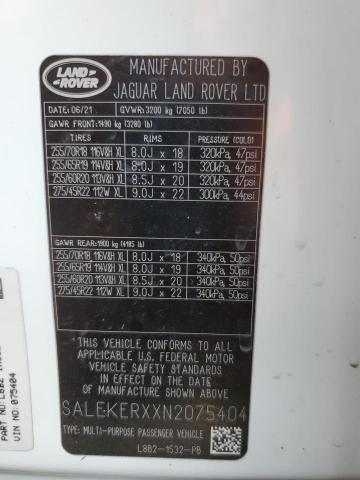 LAND ROVER
MANUFACTURED BY
JAGUAR LAND ROVER LTD
DATE: 06/21 GVWR: 3200 kg (7050 lb)
GAWR FRONT: 1490 kg (3280 lb)
TIRES RIMS PRESSURE (COLD)
255/70R18 116V&H XL 8.0J x 18 320kPa, 47psi
255/65R19 114V&H XL 8.0J x 19 320kPa, 47psi
255/60R20 113V&H XL 8.5J x 20 320kPa, 47psi
275/45R22 112W XL 9.0J x 22 300kPa, 44psi
GAWR REAR: 1900 kg (4185 lb)
255/70R18 116V&H XL 8.0J x 18 340kPa, 50psi
255/65R19 114V&H XL 8.0J x 19 340kPa, 50psi
255/60R20 113V&H XL 8.5J x 20 340kPa, 50psi
275/45R22 112W XL 9.0J x 22 340kPa, 50psi
THIS VEHICLE CONFORMS TO ALL
APPLICABLE U.S. FEDERAL MOTOR
VEHICLE SAFETY STANDARDS IN EFFECT
ON THE DATE OF MANUFACTURE SHOWN ABOVE
SALEKERXXN2075404
TYPE: MULTI-PURPOSE PASSENGER VEHICLE
L8B2-1532-PB
PART NO: L8B2
VIN NO: 075404